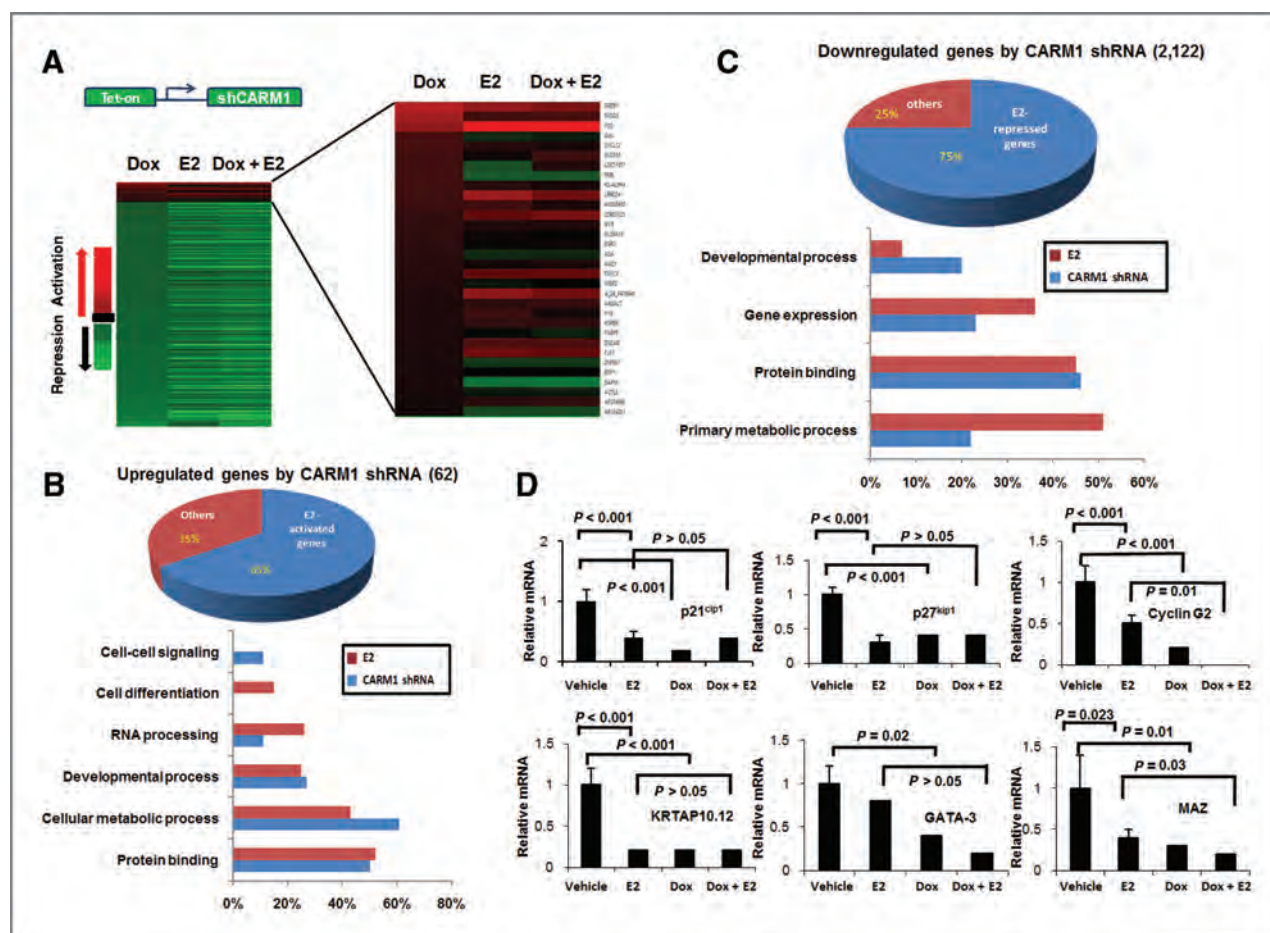 A
Tet-on
shCARM1
Dox E2 Dox + E2
Dox E2 Dox + E2
Repression Activation
B
Upregulated genes by CARM1 shRNA (62)
Others
35%
E2-
activated
genes
E2
CARM1 shRNA
Cell-cell signaling
Cell differentiation
RNA processing
Developmental process
Cellular metabolic process
Protein binding
0% 20% 40% 60% 80%
C
Downregulated genes by CARM1 shRNA (2,122)
others
25%
E2-
repressed
genes
75%
E2
CARM1 shRNA
Developmental process
Gene expression
Protein binding
Primary metabolic process
0% 10% 20% 30% 40% 50% 60%
D
Relative mRNA
2
1
0
P < 0.001
P > 0.05
P < 0.001
p21cip1
Vehicle E2 Dox Dox + E2
Relative mRNA
1.5
1
0.5
0
P < 0.001
P > 0.05
P < 0.001
p27kip1
Vehicle E2 Dox Dox + E2
Relative mRNA
1.5
1
0.5
0
P < 0.001
P < 0.001
P = 0.01
Cyclin G2
Vehicle E2 Dox Dox + E2
Relative mRNA
1.5
1
0.5
0
P < 0.001
P < 0.001
P > 0.05
KRTAP10.12
Vehicle E2 Dox Dox + E2
Relative mRNA
1.5
1
0.5
0
P = 0.02
P > 0.05
GATA-3
Vehicle E2 Dox Dox + E2
Relative mRNA
1.5
1
0.5
0
P = 0.023
P = 0.01
P = 0.03
MAZ
Vehicle E2 Dox Dox + E2